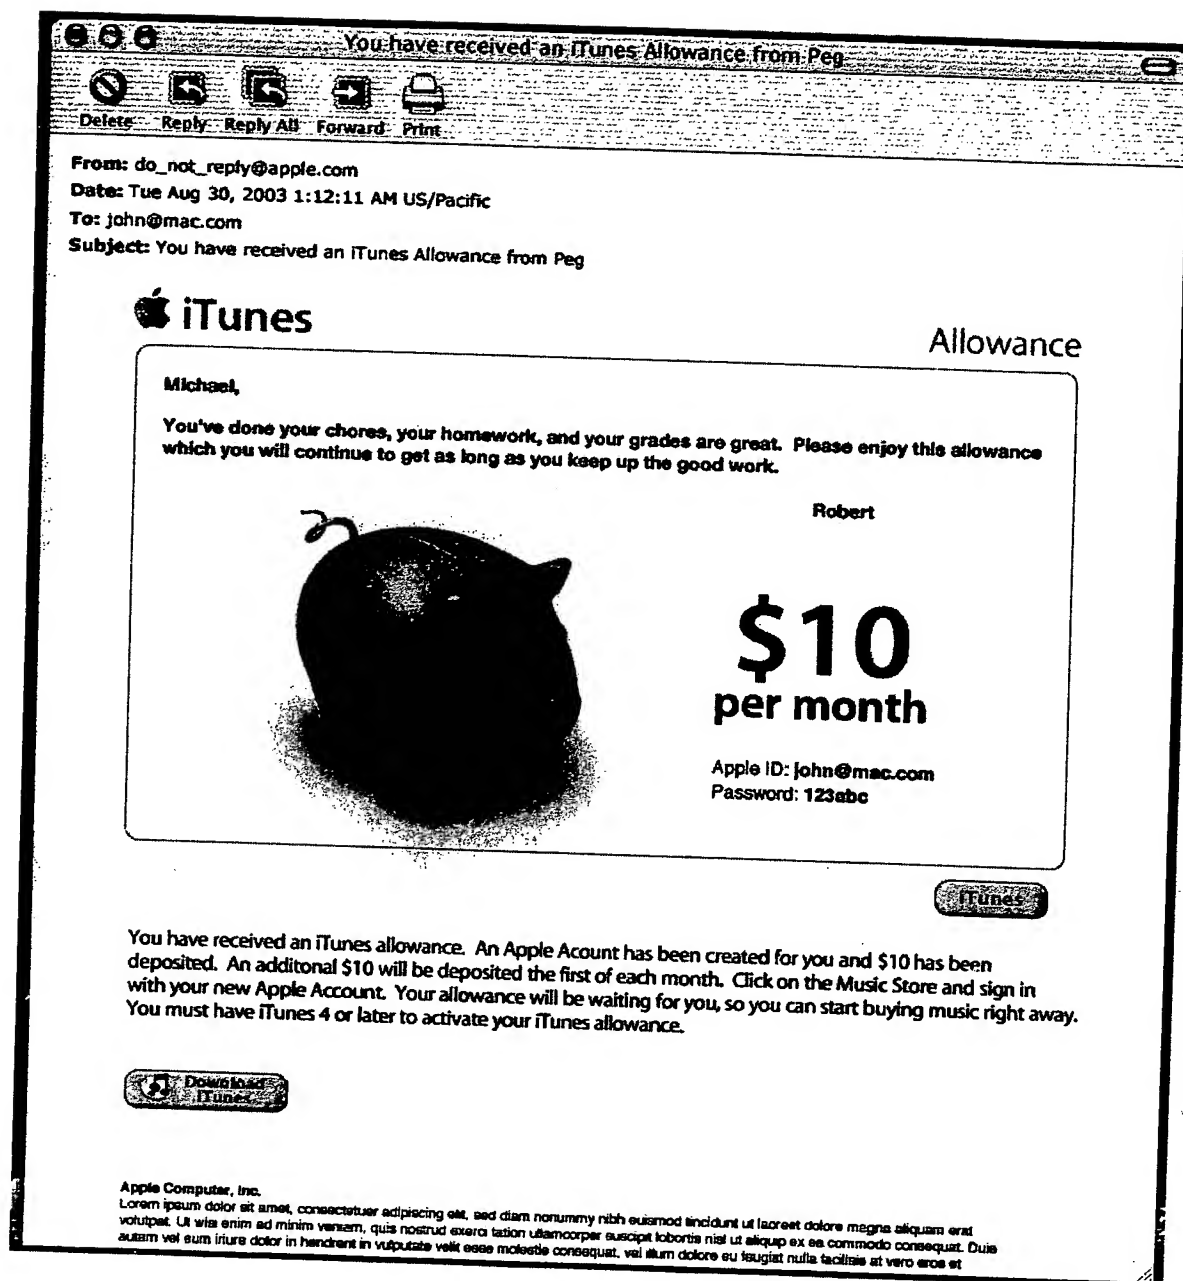 You have received an iTunes Allowance from Peg
Delete Reply Reply All Forward Print
From: do_not_reply@apple.com
Date: Tue Aug 30, 2003 1:12:11 AM US/Pacific
To: john@mac.com
Subject: You have received an iTunes Allowance from Peg
iTunes
Allowance
Michael,
You've done your chores, your homework, and your grades are great. Please enjoy this allowance
which you will continue to get as long as you keep up the good work.
Robert
$10
per month
Apple ID: john@mac.com
Password: 123abc
iTunes
You have received an iTunes allowance. An Apple Acount has been created for you and $10 has been
deposited. An additonal $10 will be deposited the first of each month. Click on the Music Store and sign in
with your new Apple Account. Your allowance will be waiting for you, so you can start buying music right away.
You must have iTunes 4 or later to activate your iTunes allowance.
Download
iTunes
Apple Computer, Inc.
Lorem ipsum dolor sit amet, consectetuer adipiscing elit, sed diam nonummy nibh euismod tincidunt ut laoreet dolore magna aliquam erat
volutpat. Ut wisi enim ad minim veniam, quis nostrud exerci tation ullamcorper suscipit lobortis nisl ut aliquip ex ea commodo consequat. Duis
autem vel eum iriure dolor in hendrerit in vulputate velit esse molestie consequat, vel illum dolore eu feugiat nulla facilisis at vero eros et